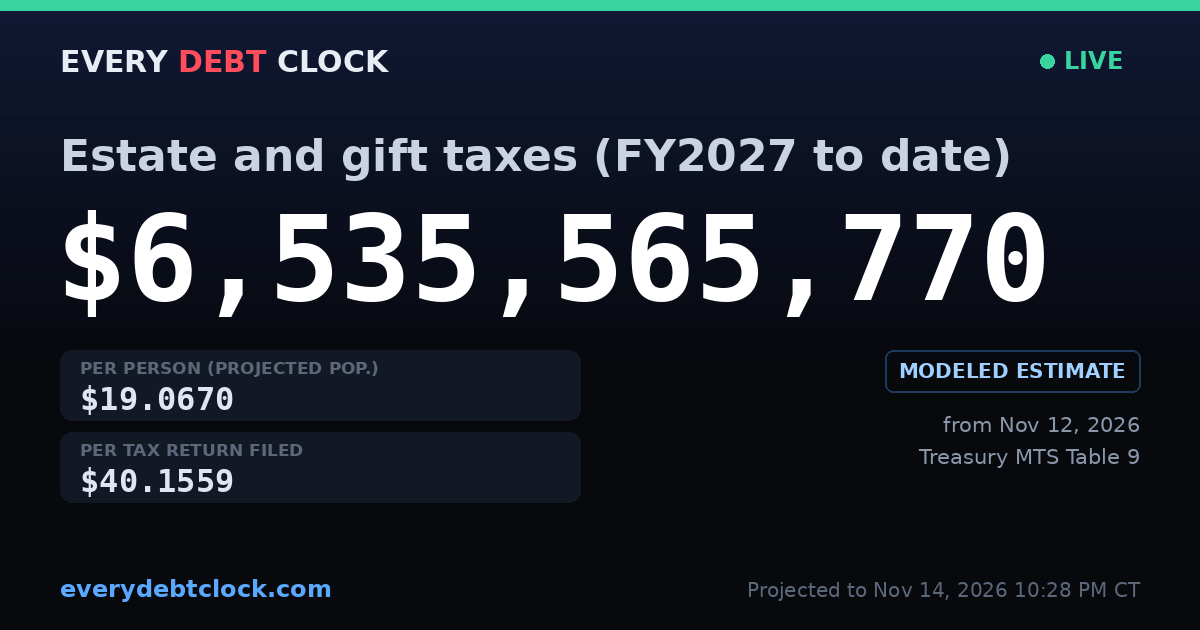 EVERY DEBT CLOCK
LIVE
Estate and gift taxes (FY2027 to date)
$6,535,565,770
PER PERSON (PROJECTED POP.)
$19.0670
PER TAX RETURN FILED
$40.1559
MODELED ESTIMATE
from Nov 12, 2026
Treasury MTS Table 9
everydebtclock.com
Projected to Nov 14, 2026 10:28 PM CT